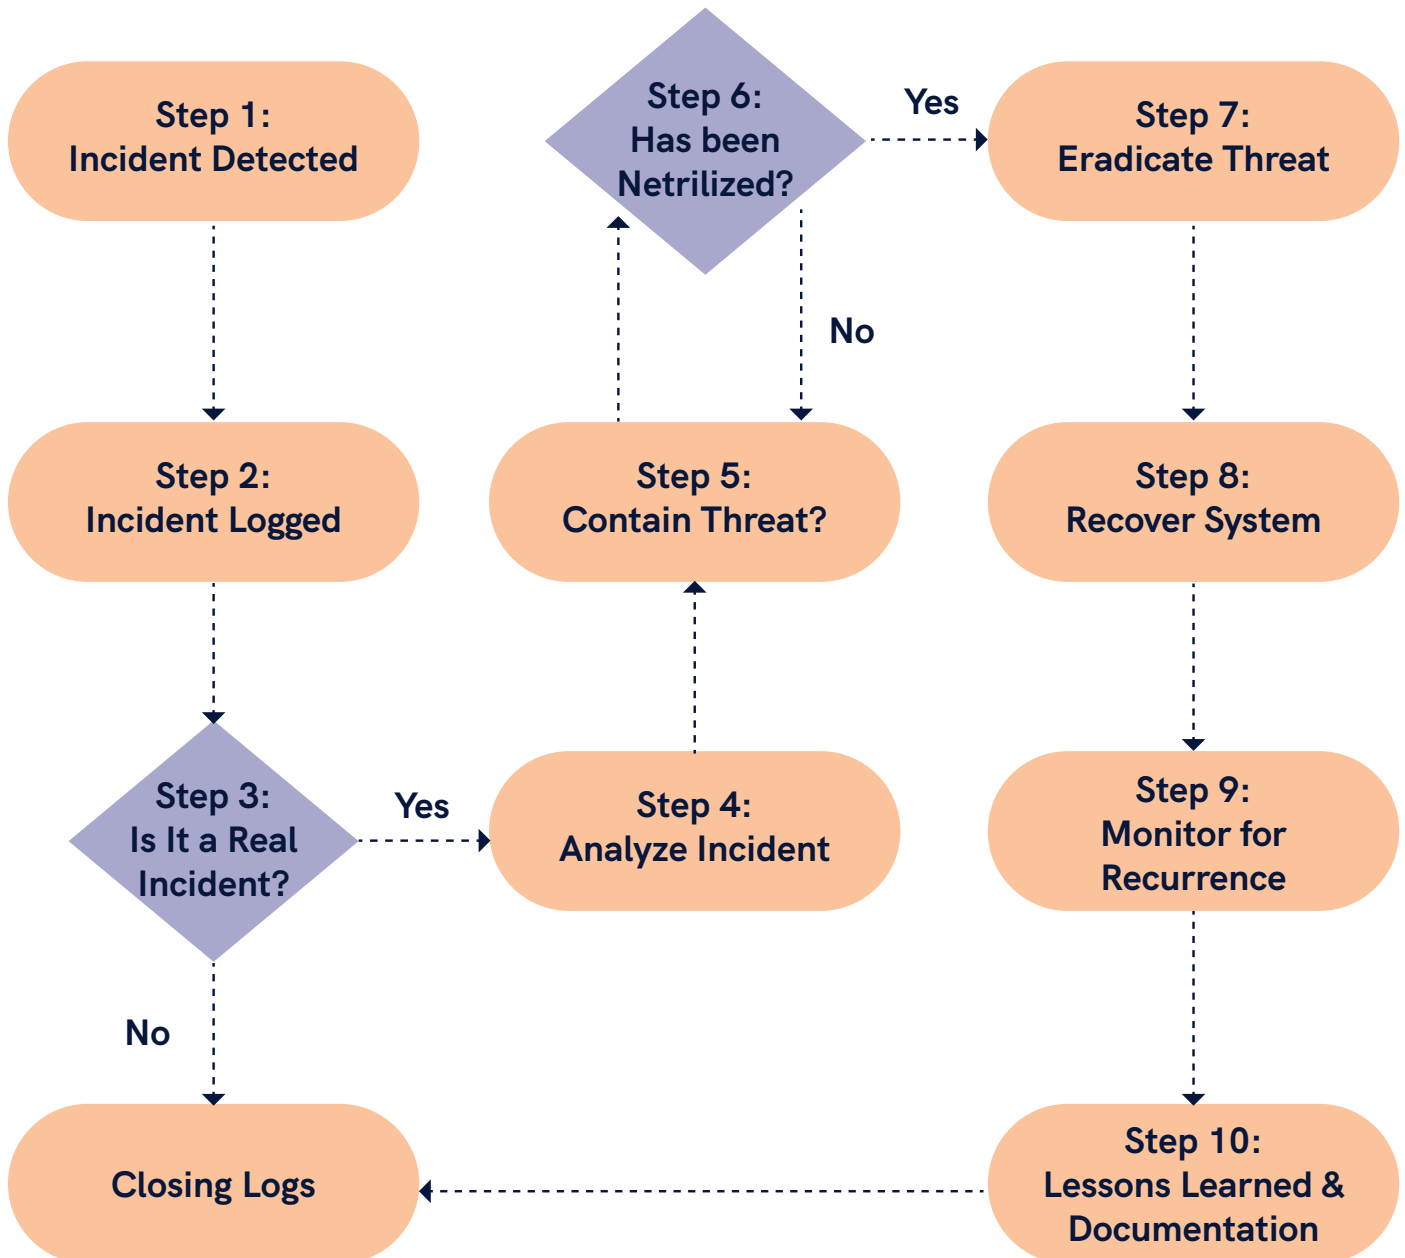 Step 1:
Incident Detected
Step 2:
Incident Logged
Step 3:
Is It a Real
Incident?
Yes
No
Step 4:
Analyze Incident
Step 5:
Contain Threat?
Step 6:
Has been
Netrilized?
No
Yes
Step 7:
Eradicate Threat
Step 8:
Recover System
Step 9:
Monitor for
Recurrence
Step 10:
Lessons Learned &
Documentation
Closing Logs